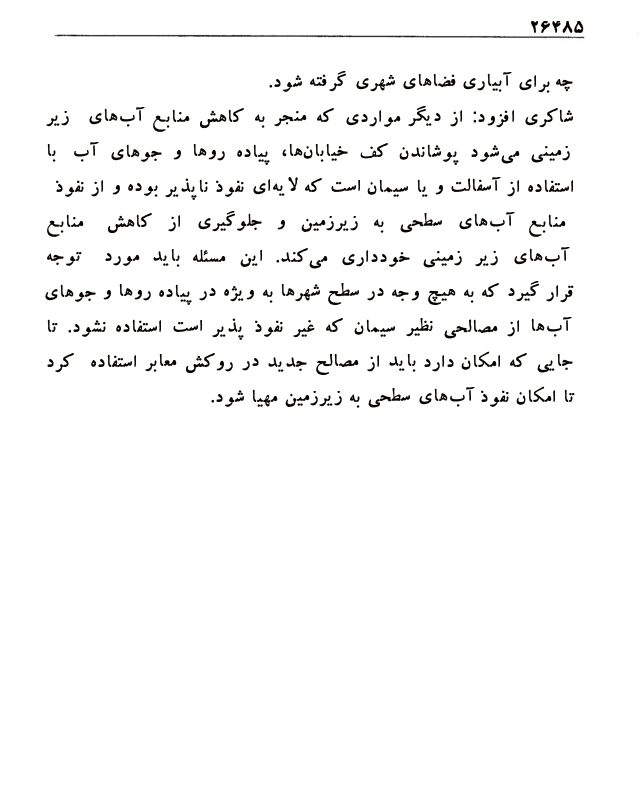 ۲۶۴۸۵
چه برای آبیاری فضاهای شهری گرفته شود.
شاکری افزود: از دیگر مواردی که منجر به کاهش منابع آب‌های زیر
زمینی می‌شود پوشاندن کف خیابان‌ها، پیاده روها و جوهای آب با
استفاده از آسفالت و یا سیمان است که لایه‌ای نفوذ ناپذیر بوده و از نفوذ
منابع آب‌های سطحی به زیرزمین و جلوگیری از کاهش منابع
آب‌های زیر زمینی خودداری می‌کند. این مسئله باید مورد توجه
قرار گیرد که به هیچ وجه در سطح شهرها به ویژه در پیاده روها و جوهای
آب‌ها از مصالحی نظیر سیمان که غیر نفوذ پذیر است استفاده نشود. تا
جایی که امکان دارد باید از مصالح جدید در روکش معابر استفاده کرد
تا امکان نفوذ آب‌های سطحی به زیرزمین مهیا شود.